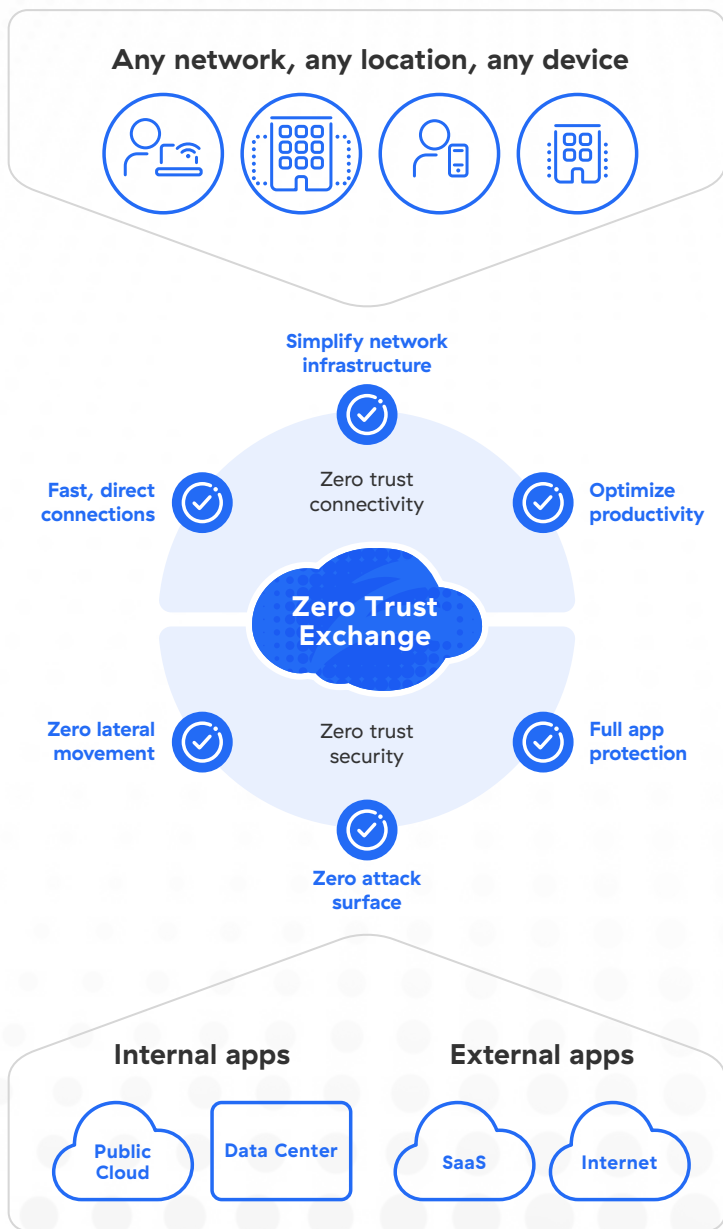 Any network, any location, any device
Simplify network
infrastructure
Zero trust
connectivity
Fast, direct
connections
Optimize
productivity
Zero Trust
Exchange
Zero lateral
movement
Zero trust
security
Full app
protection
Zero attack
surface
Internal apps
External apps
Public
Cloud
Data Center
SaaS
Internet